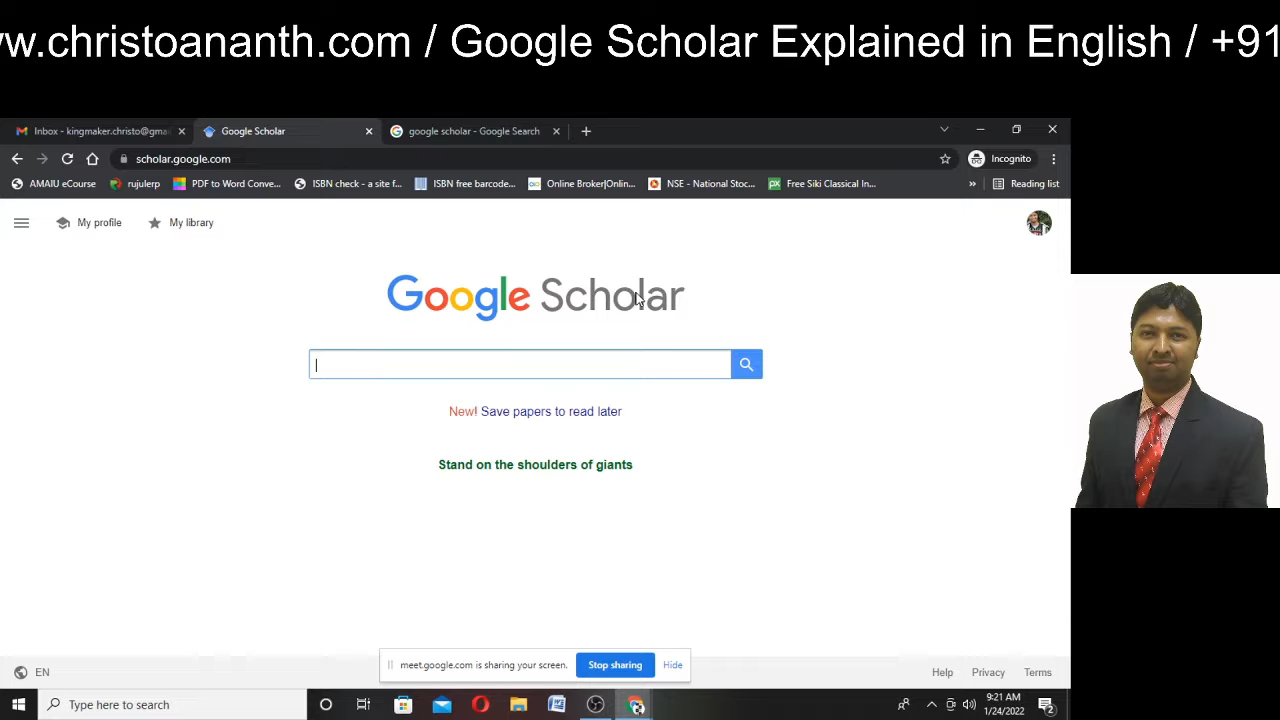 w.christoananth.com / Google Scholar Explained in English / +91
Inbox - kingmaker.christo@gma
Google Scholar
google scholar - Google Search
scholar.google.com
Incognito
AMAIU eCourse
rujulerp
PDF to Word Conve...
ISBN check - a site f...
ISBN free barcode...
Online Broker|Onlin...
NSE - National Stoc...
Free Siki Classical In...
»
Reading list
My profile
My library
Google Scholar
New! Save papers to read later
Stand on the shoulders of giants
meet.google.com is sharing your screen.
Stop sharing
Hide
EN
Help
Privacy
Terms
Type here to search
9:21 AM
1/24/2022
2